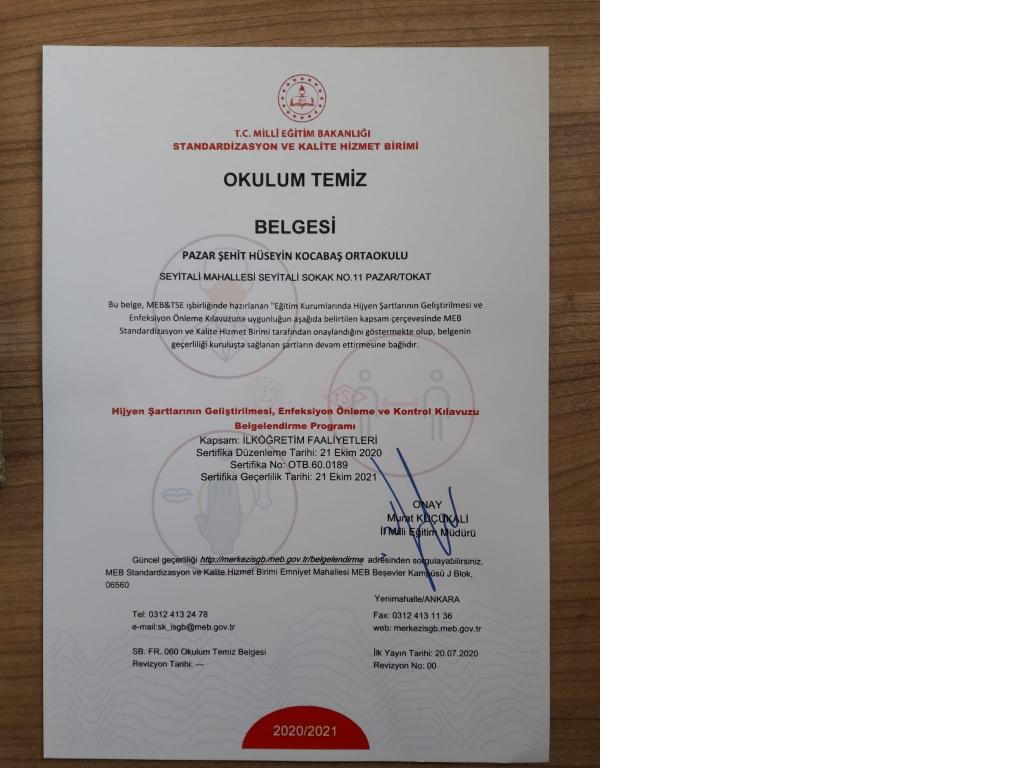 T.C. MİLLİ EĞİTİM BAKANLIĞI
STANDARDİZASYON VE KALİTE HİZMET BİRİMİ
OKULUM TEMİZ
BELGESİ
PAZAR ŞEHİT HÜSEYİN KOCABAŞ ORTAOKULU
SEYİTALİ MAHALLESİ SEYİTALİ SOKAK NO.11 PAZAR/TOKAT
Bu belge, MEB&TSE işbirliğinde hazırlanan "Eğitim Kurumlarında Hijyen Şartlarının Geliştirilmesi ve
Enfeksiyon Önleme Kılavuzuna uygunluğun aşağıda belirtilen kapsam çerçevesinde MEB
Standardizasyon ve Kalite Hizmet Birimi tarafından onaylandığını göstermekte olup, belgenin
geçerliliği kuruluşta sağlanan şartların devam ettirmesine bağlıdır.
TSE
Hijyen Şartlarının Geliştirilmesi, Enfeksiyon Önleme ve Kontrol Kılavuzu
Belgelendirme Programı
Kapsam: İLKÖĞRETİM FAALİYETLERİ
Sertifika Düzenleme Tarihi: 21 Ekim 2020
Sertifika No: OTB.60.0189
Sertifika Geçerlilik Tarihi: 21 Ekim 2021
ONAY
Murat KÜÇÜKALİ
İl Milli Eğitim Müdürü
Güncel geçerliliği http://merkezisgb.meb.gov.tr/belgelendirme adresinden sorgulayabilirsiniz.
MEB Standardizasyon ve Kalite Hizmet Birimi Emniyet Mahallesi MEB Beşevler Kampüsü J Blok,
06560
Yenimahalle/ANKARA
Tel: 0312 413 24 78
Fax: 0312 413 11 36
e-mail:sk_isgb@meb.gov.tr
web: merkezisgb.meb.gov.tr
SB. FR. 060 Okulum Temiz Belgesi
İlk Yayın Tarihi: 20.07.2020
Revizyon Tarihi: ---
Revizyon No: 00
2020/2021